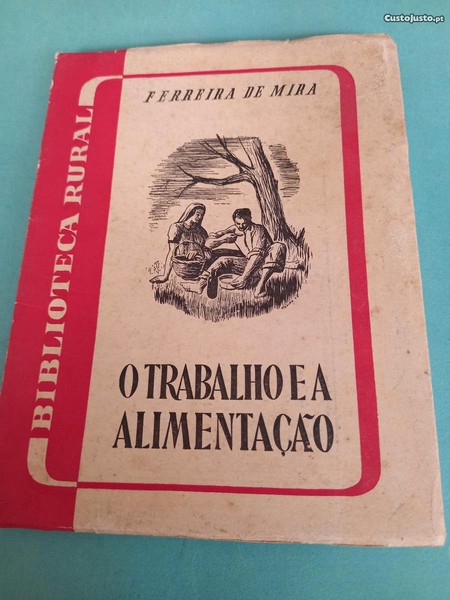 CustoJusto.pt
FERREIRA DE MIRA
BIBLIOTECA RURAL
O TRABALHO E A
ALIMENTAÇÃO